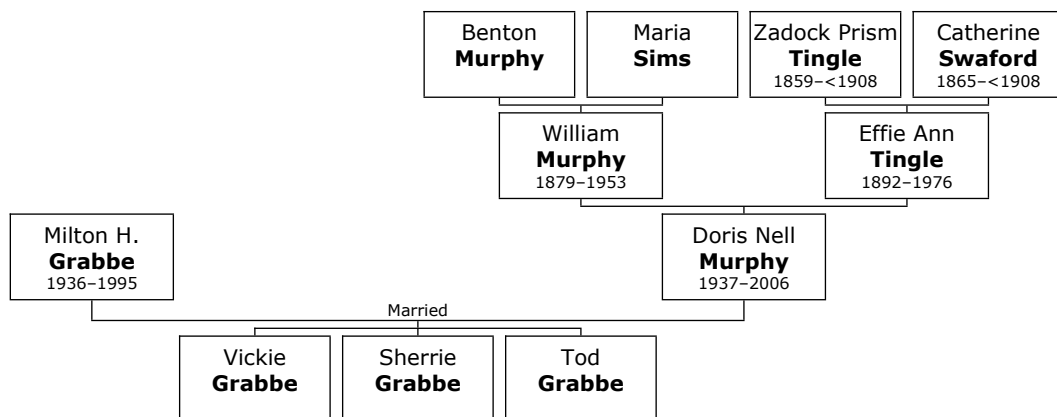 Benton
Murphy
Maria
Sims
Zadock Prism
Tingle
1859–<1908
Catherine
Swaford
1865–<1908
William
Murphy
1879–1953
Effie Ann
Tingle
1892–1976
Milton H.
Grabbe
1936–1995
Doris Nell
Murphy
1937–2006
Married
Vickie
Grabbe
Sherrie
Grabbe
Tod
Grabbe